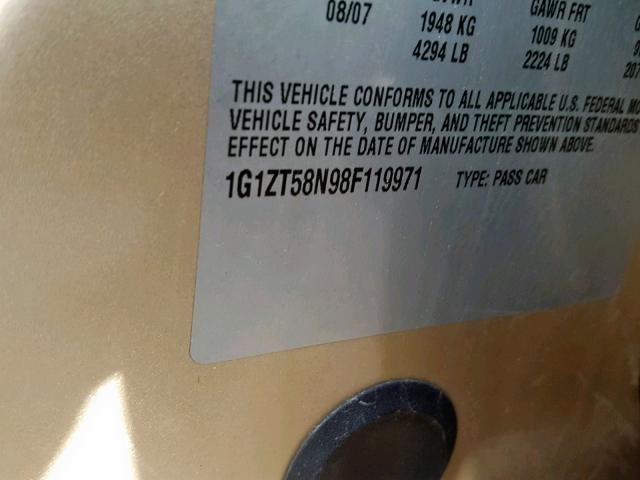 08/07
1948 KG
4294 LB
GAWR FRT
1009 KG
2224 LB
207
THIS VEHICLE CONFORMS TO ALL APPLICABLE U.S. FEDERAL MO
VEHICLE SAFETY, BUMPER, AND THEFT PREVENTION STANDARDS
EFFECT ON THE DATE OF MANUFACTURE SHOWN ABOVE.
1G1ZT58N98F119971 TYPE: PASS CAR